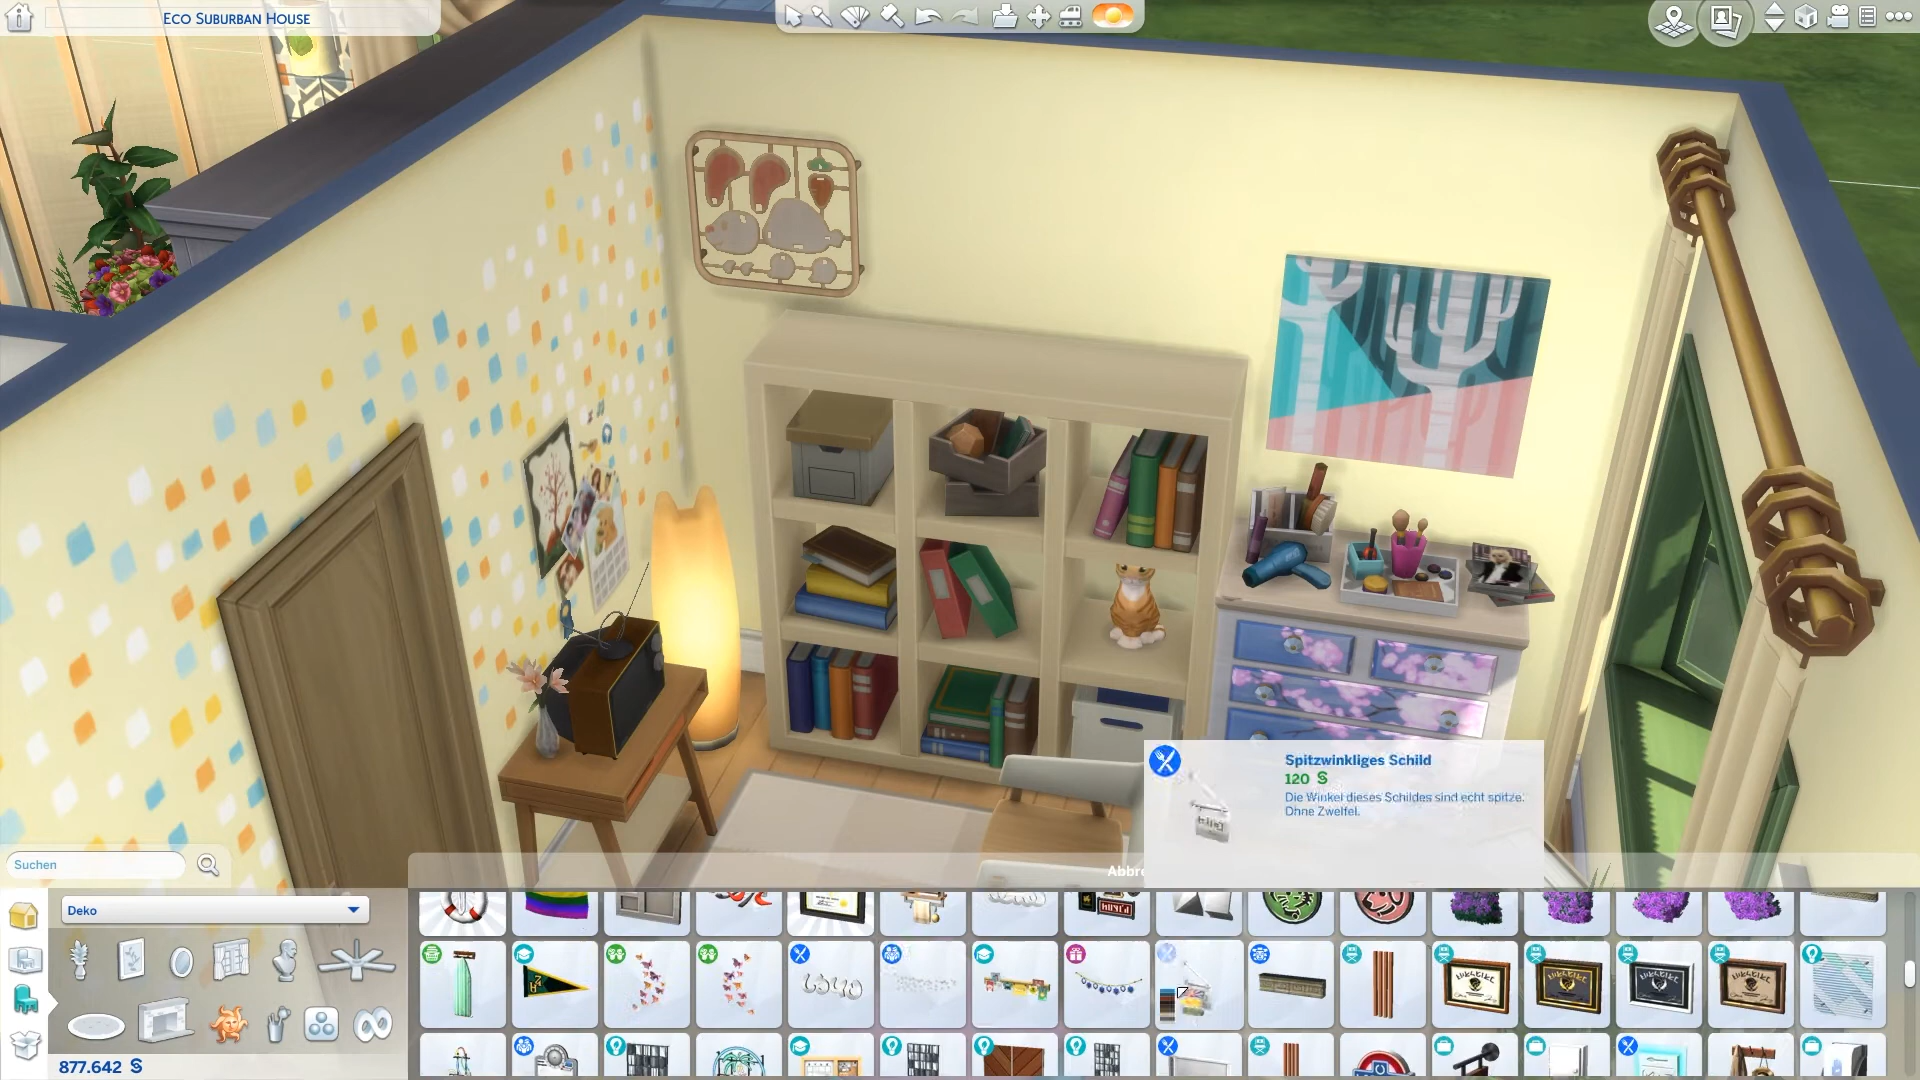 Eco Suburban House
Spitzwinkliges Schild
120 §
Die Winkel dieses Schildes sind echt spitze.
Ohne Zweifel.
Abbre
Suchen
Deko
877.642 §